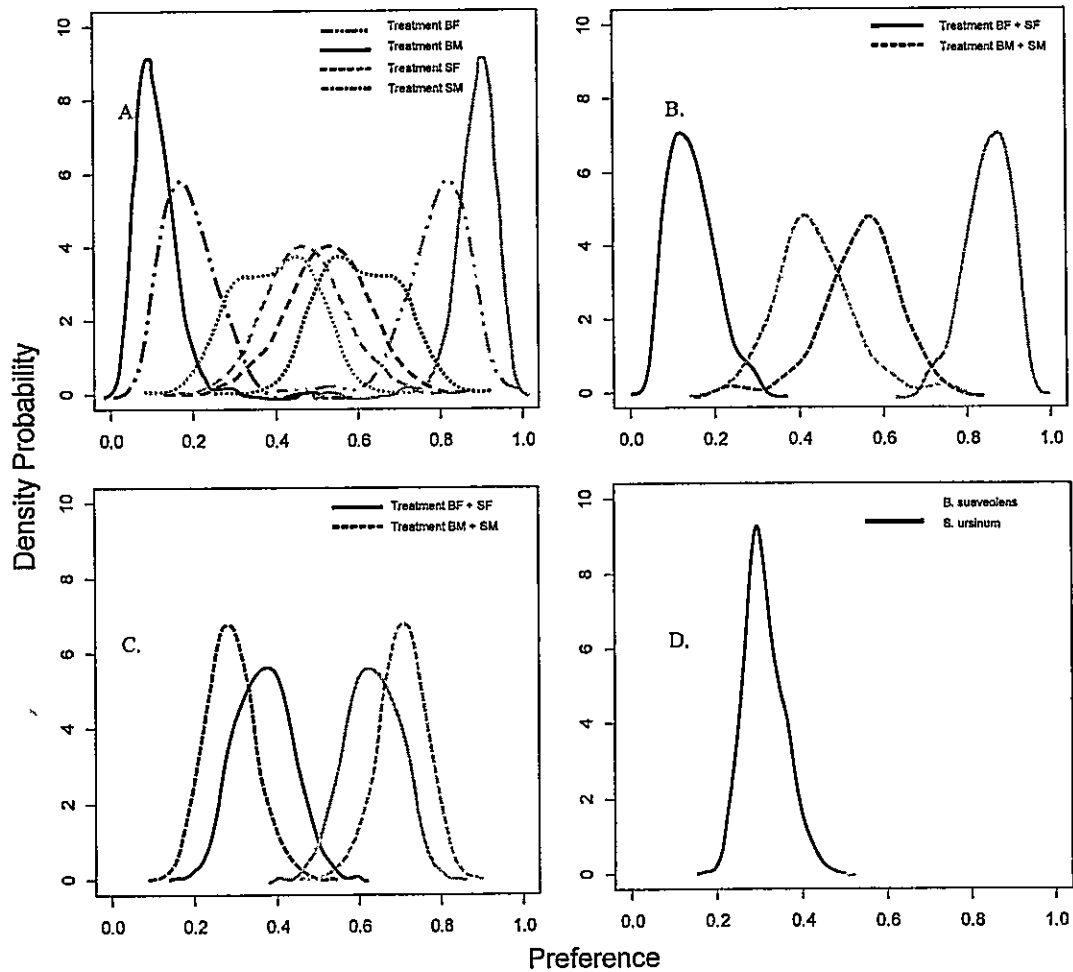 Treatment BF
Treatment BM
Treatment SF
Treatment SM
A
10
8
6
4
2
0
0.0 0.2 0.4 0.6 0.8 1.0
Treatment BF + SF
Treatment BM + SM
B.
10
8
6
4
2
0
0.0 0.2 0.4 0.6 0.8 1.0
Density Probability
Treatment BF + SF
Treatment BM + SM
C.
10
8
6
4
2
0
0.0 0.2 0.4 0.6 0.8 1.0
B. suaveolens
S. ursinum
D.
10
8
6
4
2
0
0.0 0.2 0.4 0.6 0.8 1.0
Preference